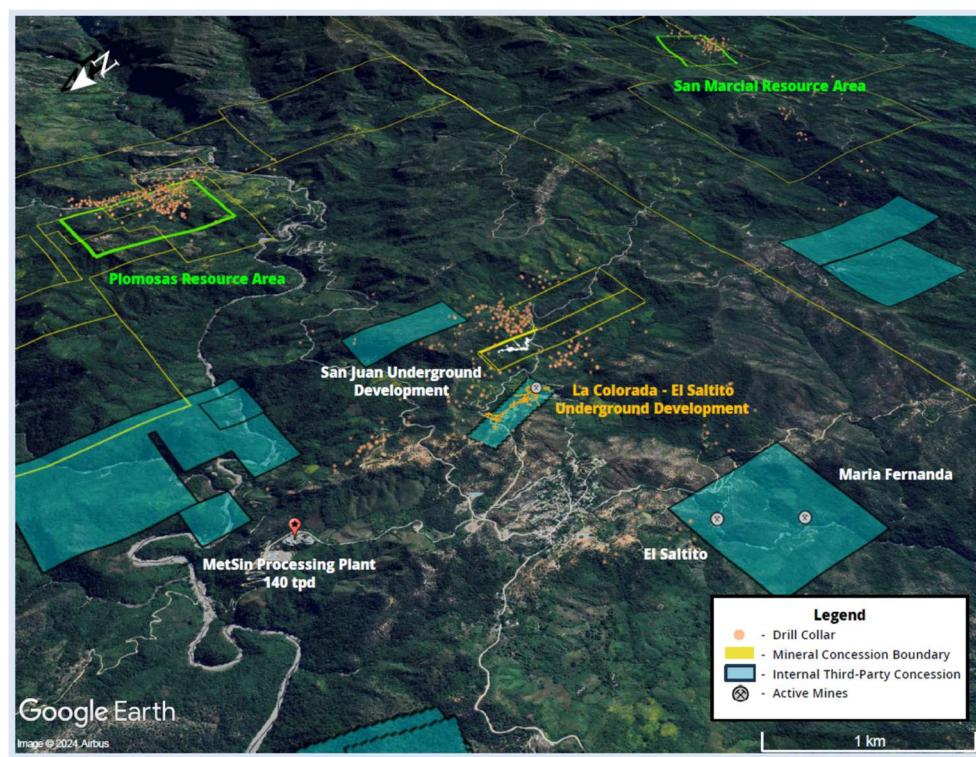 N
San Marcial Resource Area
Plomosas Resource Area
San Juan Underground
Development
La Colorada - El Saltito
Underground Development
Maria Fernanda
El Saltito
MetSin Processing Plant
140 tpd
Legend
- Drill Collar
- Mineral Concession Boundary
- Internal Third-Party Concession
- Active Mines
Google Earth
Image © 2024 Airbus
1 km